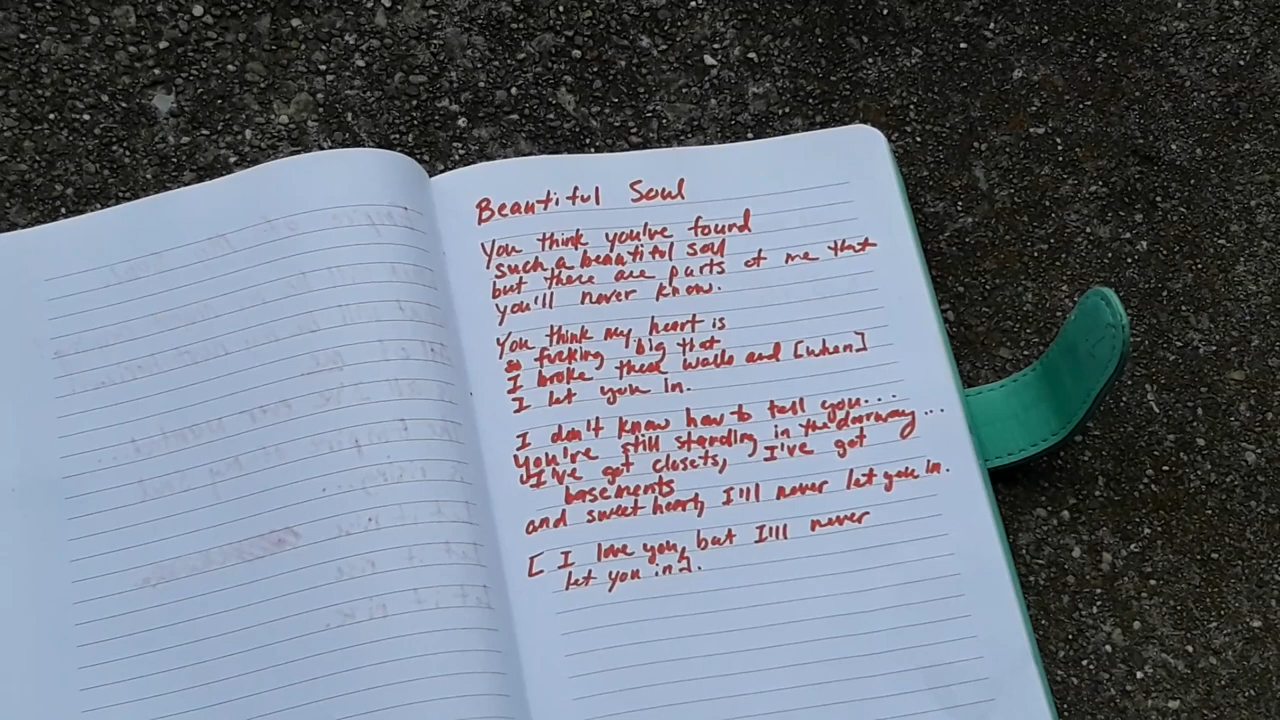 Beautiful Soul
You think you've found
such a beautiful soul
but there are parts of me that
you'll never know.
You think my heart is
so fucking big that
I broke these walls and [when]
I let you in.
I don't know how to tell you...
you're still standing in the doorway...
I've got closets, I've got
basements
and sweetheart, I'll never let you in.
[ I love you, but I'll never
let you in].